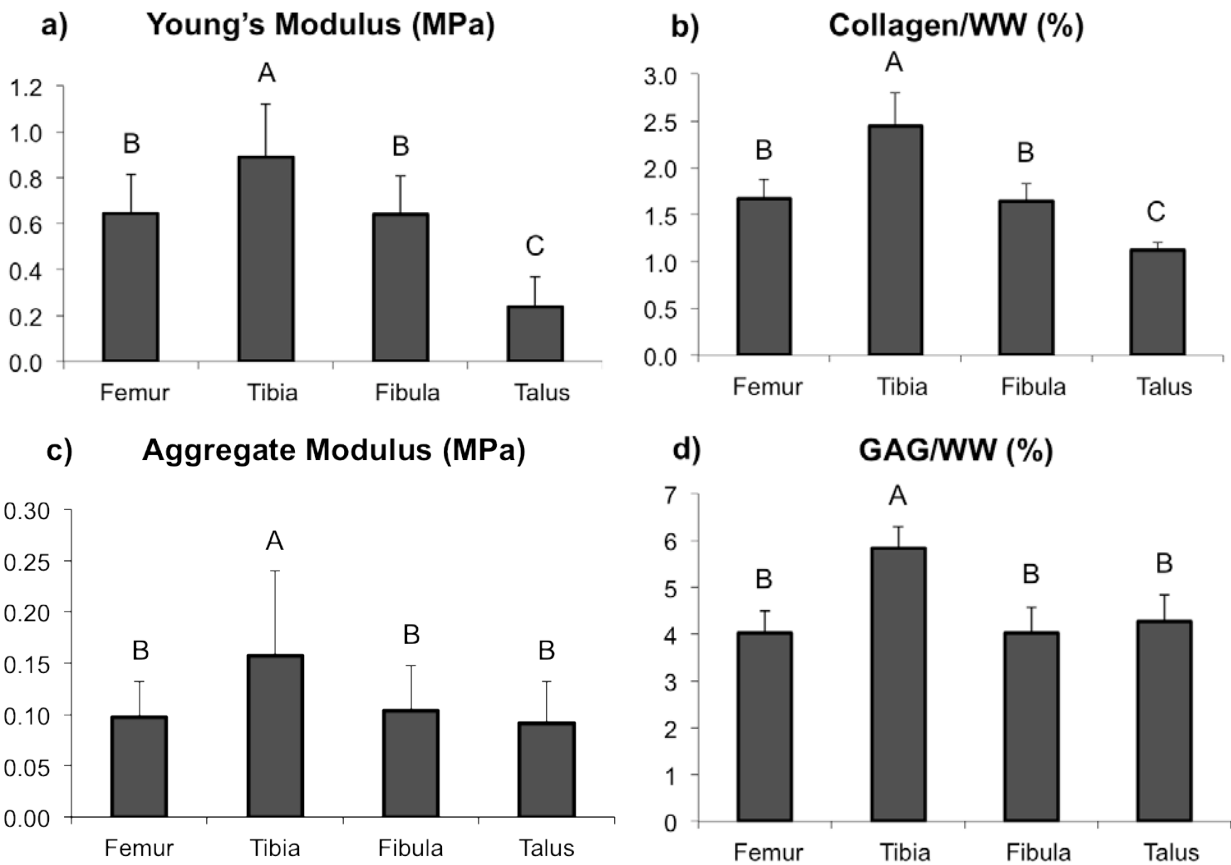 a) Young's Modulus (MPa)
1.2
1.0
0.8
0.6
0.4
0.2
0.0
B
A
B
C
Femur Tibia Fibula Talus
b) Collagen/WW (%)
3.0
2.5
2.0
1.5
1.0
0.5
0.0
B
A
B
C
Femur Tibia Fibula Talus
c) Aggregate Modulus (MPa)
0.30
0.25
0.20
0.15
0.10
0.05
0.00
B
A
B
B
Femur Tibia Fibula Talus
d) GAG/WW (%)
7
6
5
4
3
2
1
0
B
A
B
B
Femur Tibia Fibula Talus